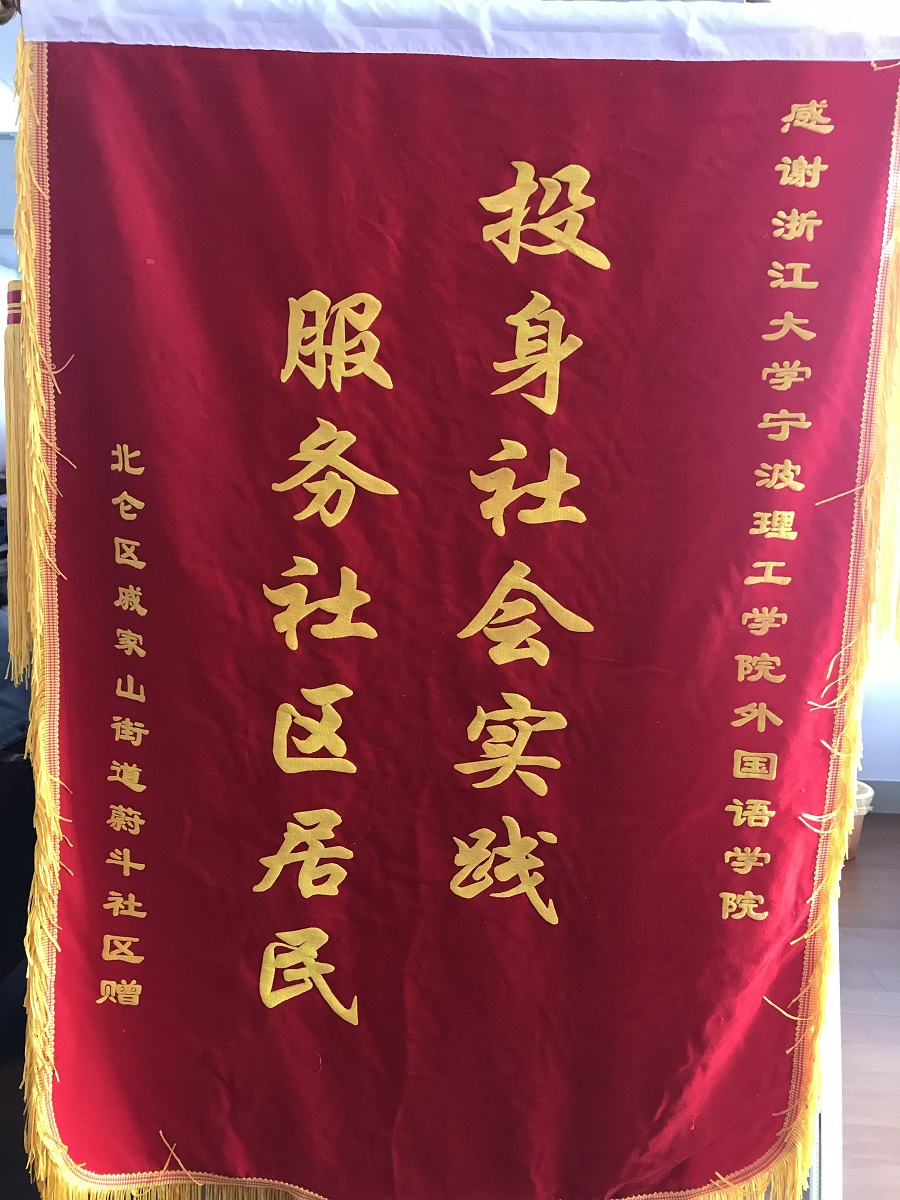 感谢浙江大学宁波理工学院外国语学院
投身社会实践
服务社区居民
北仑区戚家山街道蔚斗社区赠